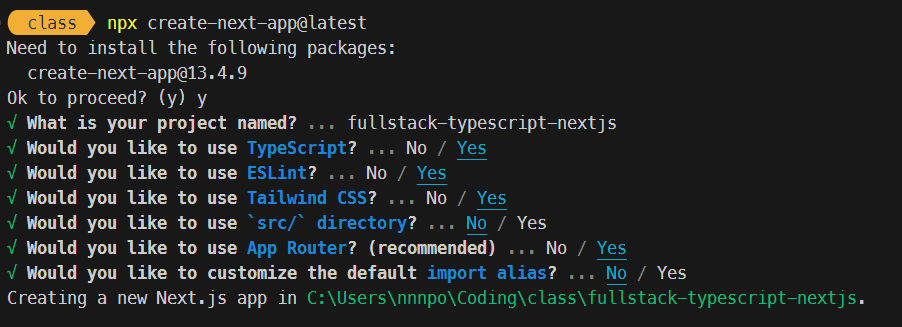 class npx create-next-app@latest
Need to install the following packages:
  create-next-app@13.4.9
Ok to proceed? (y) y
√ What is your project named? ... fullstack-typescript-nextjs
√ Would you like to use TypeScript? ... No / Yes
√ Would you like to use ESLint? ... No / Yes
√ Would you like to use Tailwind CSS? ... No / Yes
√ Would you like to use `src/` directory? ... No / Yes
√ Would you like to use App Router? (recommended) ... No / Yes
√ Would you like to customize the default import alias? ... No / Yes
Creating a new Next.js app in C:\Users\nnnpo\Coding\class\fullstack-typescript-nextjs.